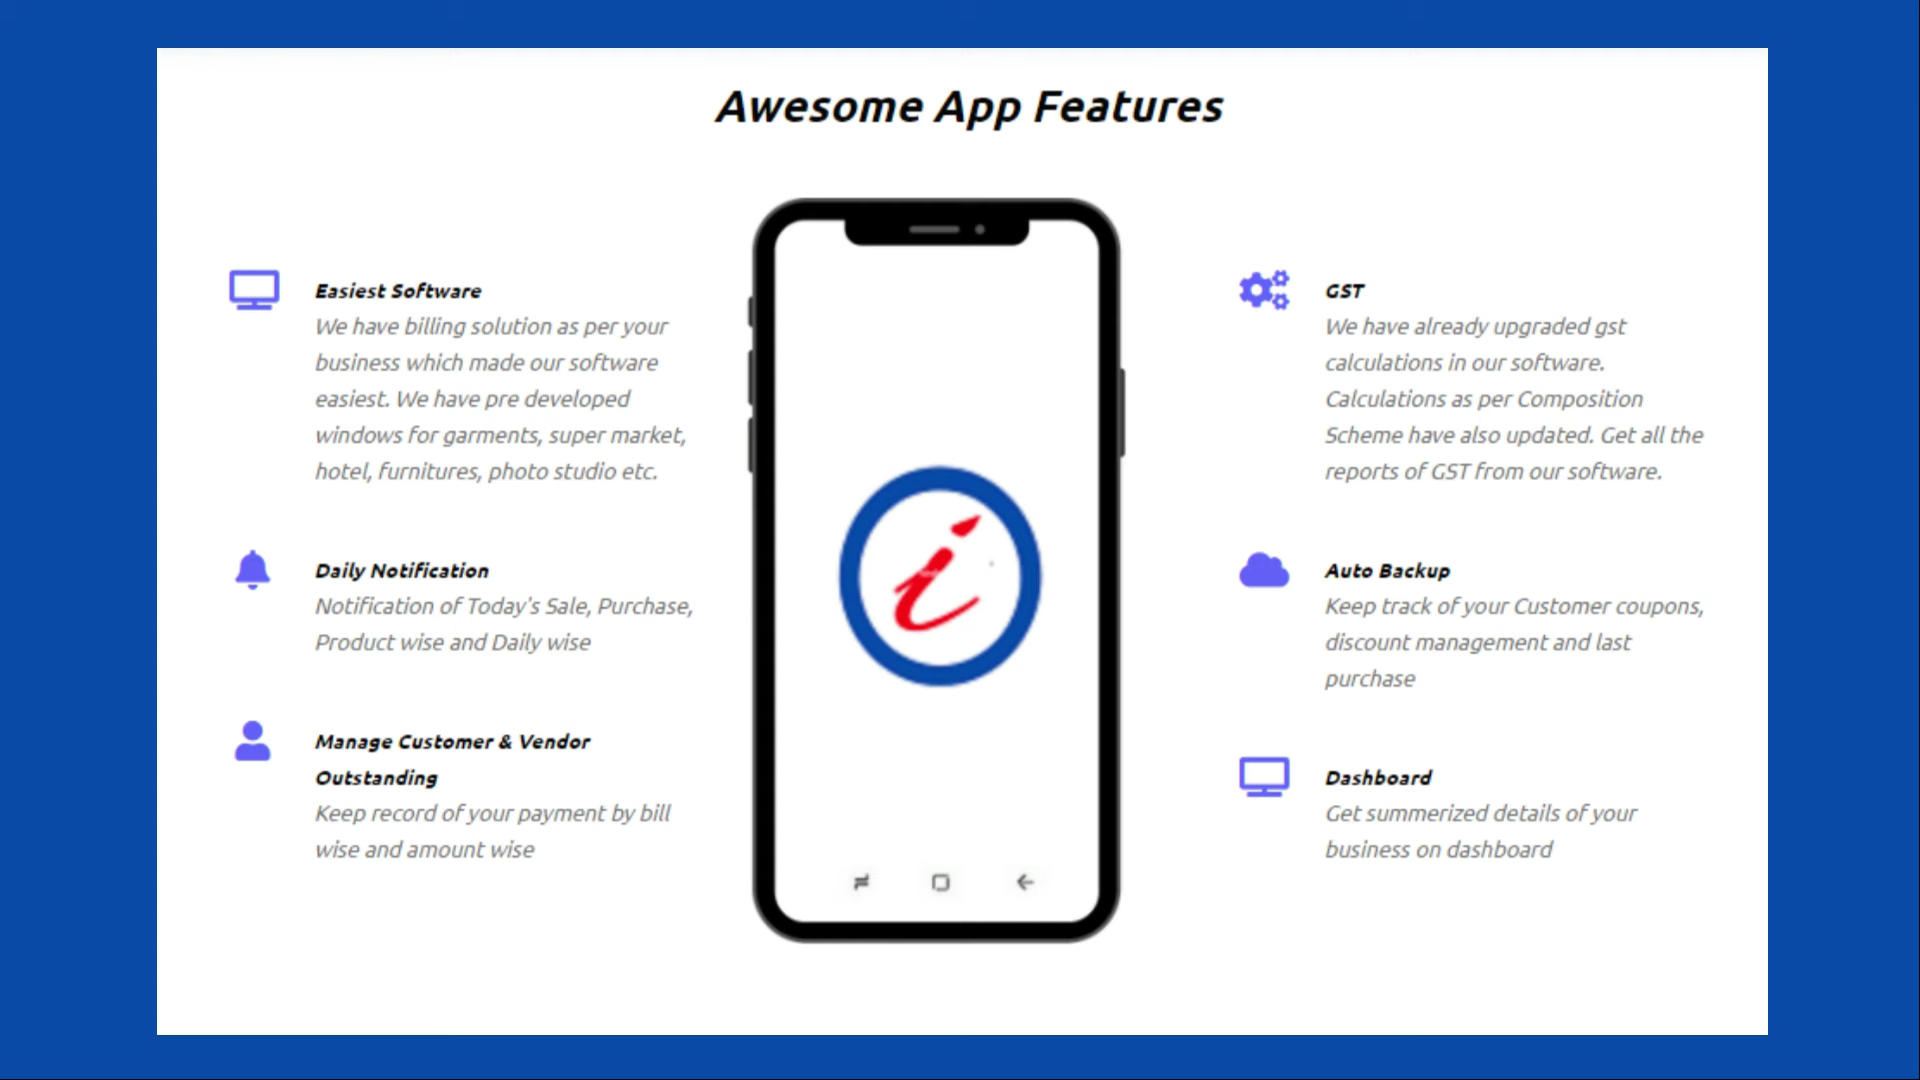 Awesome App Features
Easiest Software
We have billing solution as per your
business which made our software
easiest. We have pre developed
windows for garments, super market,
hotel, furnitures, photo studio etc.
Daily Notification
Notification of Today's Sale, Purchase,
Product wise and Daily wise
Manage Customer & Vendor
Outstanding
Keep record of your payment by bill
wise and amount wise
i
GST
We have already upgraded gst
calculations in our software.
Calculations as per Composition
Scheme have also updated. Get all the
reports of GST from our software.
Auto Backup
Keep track of your Customer coupons,
discount management and last
purchase
Dashboard
Get summerized details of your
business on dashboard